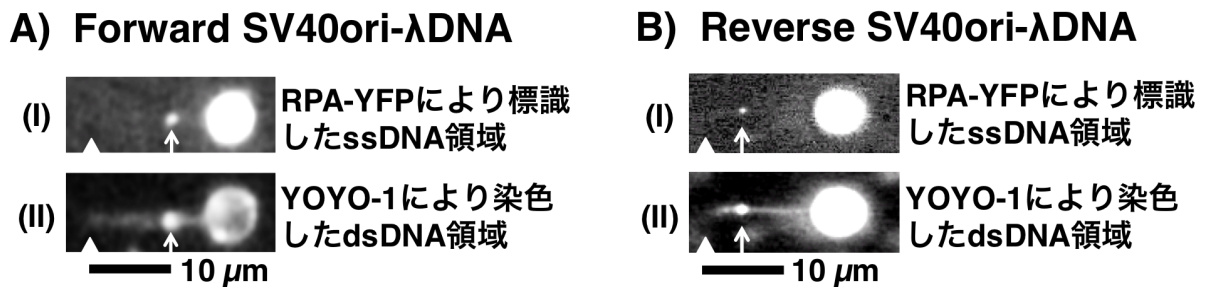 A) Forward SV40ori-λDNA
(I)
RPA-YFPにより標識
したssDNA領域
(II)
YOYO-1により染色
したdsDNA領域
10 µm
B) Reverse SV40ori-λDNA
(I)
RPA-YFPにより標識
したssDNA領域
(II)
YOYO-1により染色
したdsDNA領域
10 µm